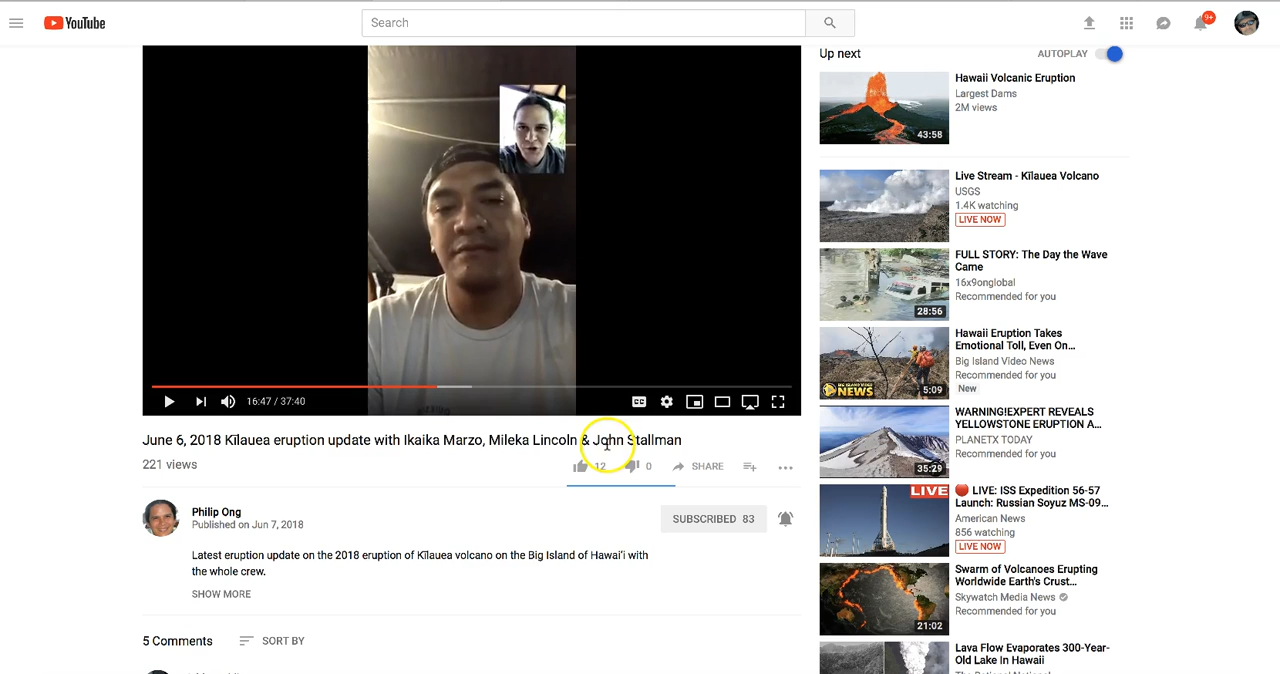 YouTube
Search
9+
Up next
AUTOPLAY
43:58
Hawaii Volcanic Eruption
Largest Dams
2M views
Live Stream - Kīlauea Volcano
USGS
1.4K watching
LIVE NOW
28:56
FULL STORY: The Day the Wave
Came
16x9onglobal
Recommended for you
BIG ISLAND VIDEO
NEWS
5:09
Hawaii Eruption Takes
Emotional Toll, Even On...
Big Island Video News
Recommended for you
New
35:29
WARNING!EXPERT REVEALS
YELLOWSTONE ERUPTION A...
PLANETX TODAY
Recommended for you
LIVE
LIVE: ISS Expedition 56-57
Launch: Russian Soyuz MS-09...
American News
856 watching
LIVE NOW
21:02
Swarm of Volcanoes Erupting
Worldwide Earth's Crust...
Skywatch Media News
Recommended for you
Lava Flow Evaporates 300-Year-
Old Lake In Hawaii
16:47 / 37:40
CC
June 6, 2018 Kīlauea eruption update with Ikaika Marzo, Mileka Lincoln & John Stallman
221 views
12
0
SHARE
Philip Ong
Published on Jun 7, 2018
SUBSCRIBED 83
Latest eruption update on the 2018 eruption of Kīlauea volcano on the Big Island of Hawaiʻi with
the whole crew.
SHOW MORE
5 Comments
SORT BY